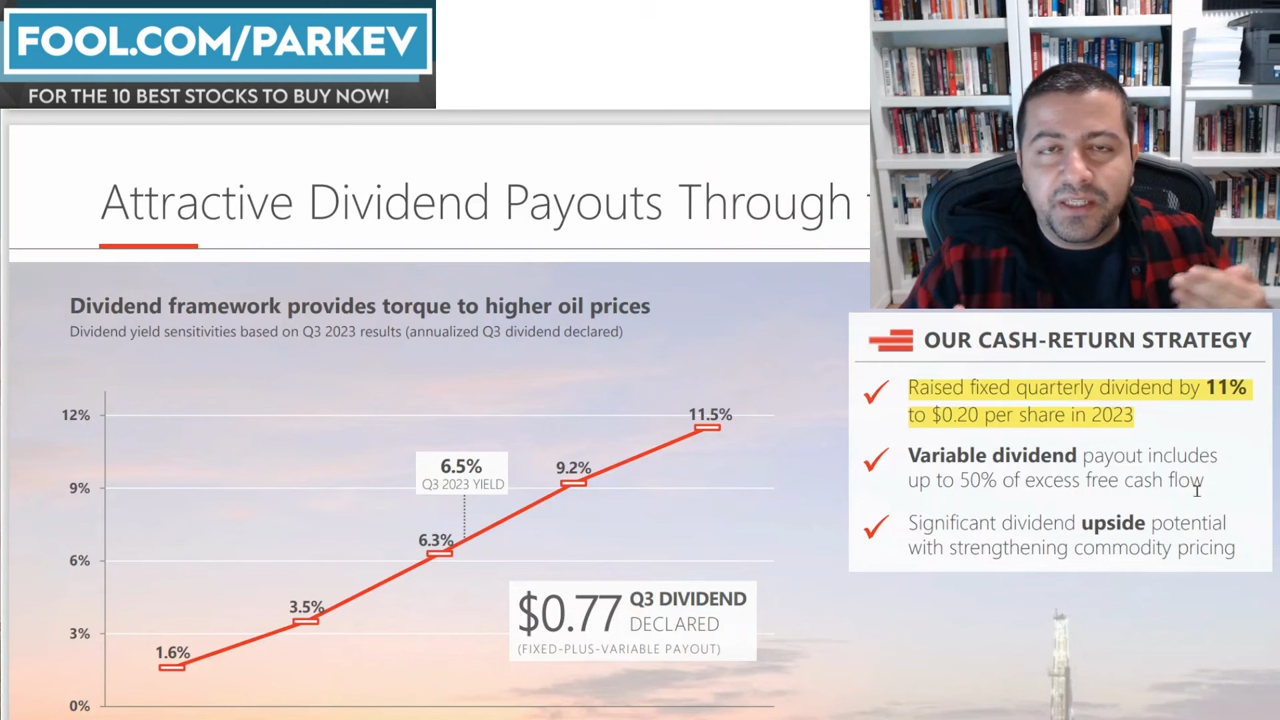 FOOL.COM/PARKEV
FOR THE 10 BEST STOCKS TO BUY NOW!
Attractive Dividend Payouts Through
Dividend framework provides torque to higher oil prices
Dividend yield sensitivities based on Q3 2023 results (annualized Q3 dividend declared)
12%
9%
6%
3%
0%
1.6%
3.5%
6.3%
6.5%
Q3 2023 YIELD
9.2%
11.5%
$0.77 Q3 DIVIDEND
DECLARED
(FIXED-PLUS-VARIABLE PAYOUT)
OUR CASH-RETURN STRATEGY
Raised fixed quarterly dividend by 11%
to $0.20 per share in 2023
Variable dividend payout includes
up to 50% of excess free cash flow
Significant dividend upside potential
with strengthening commodity pricing